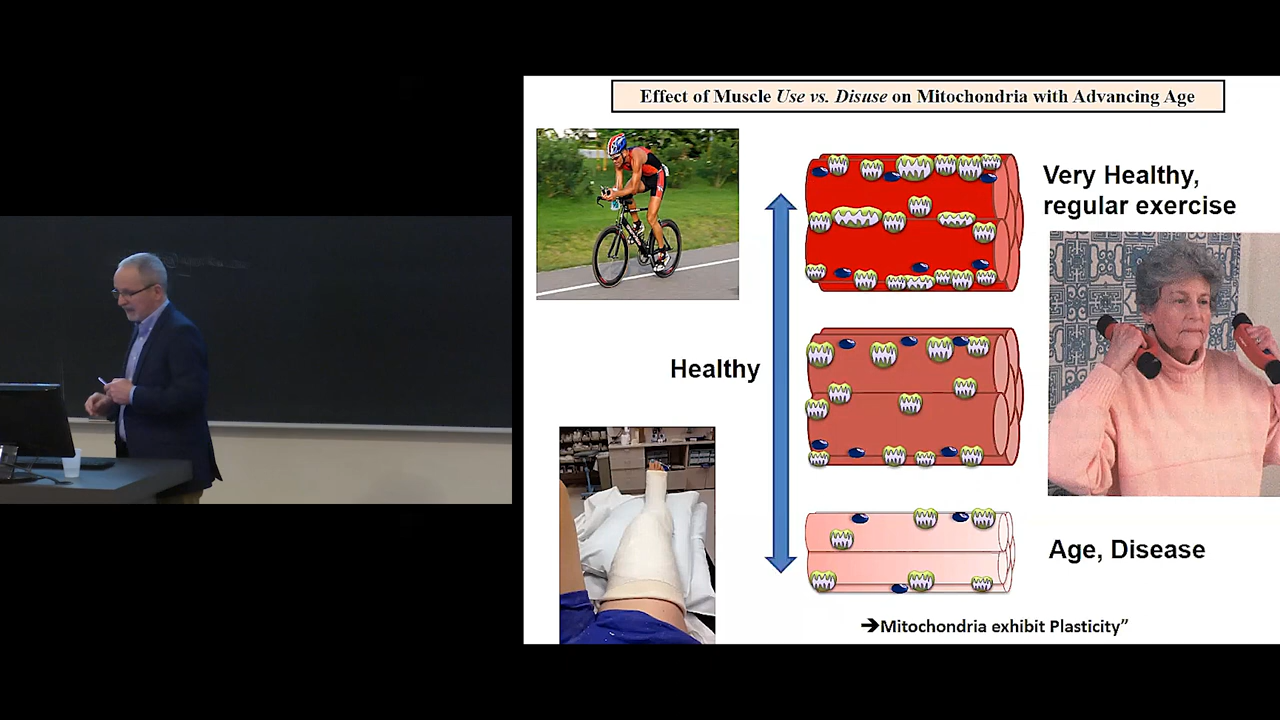 Effect of Muscle Use vs. Disuse on Mitochondria with Advancing Age
Very Healthy,
regular exercise
Healthy
Age, Disease
➔Mitochondria exhibit Plasticity”